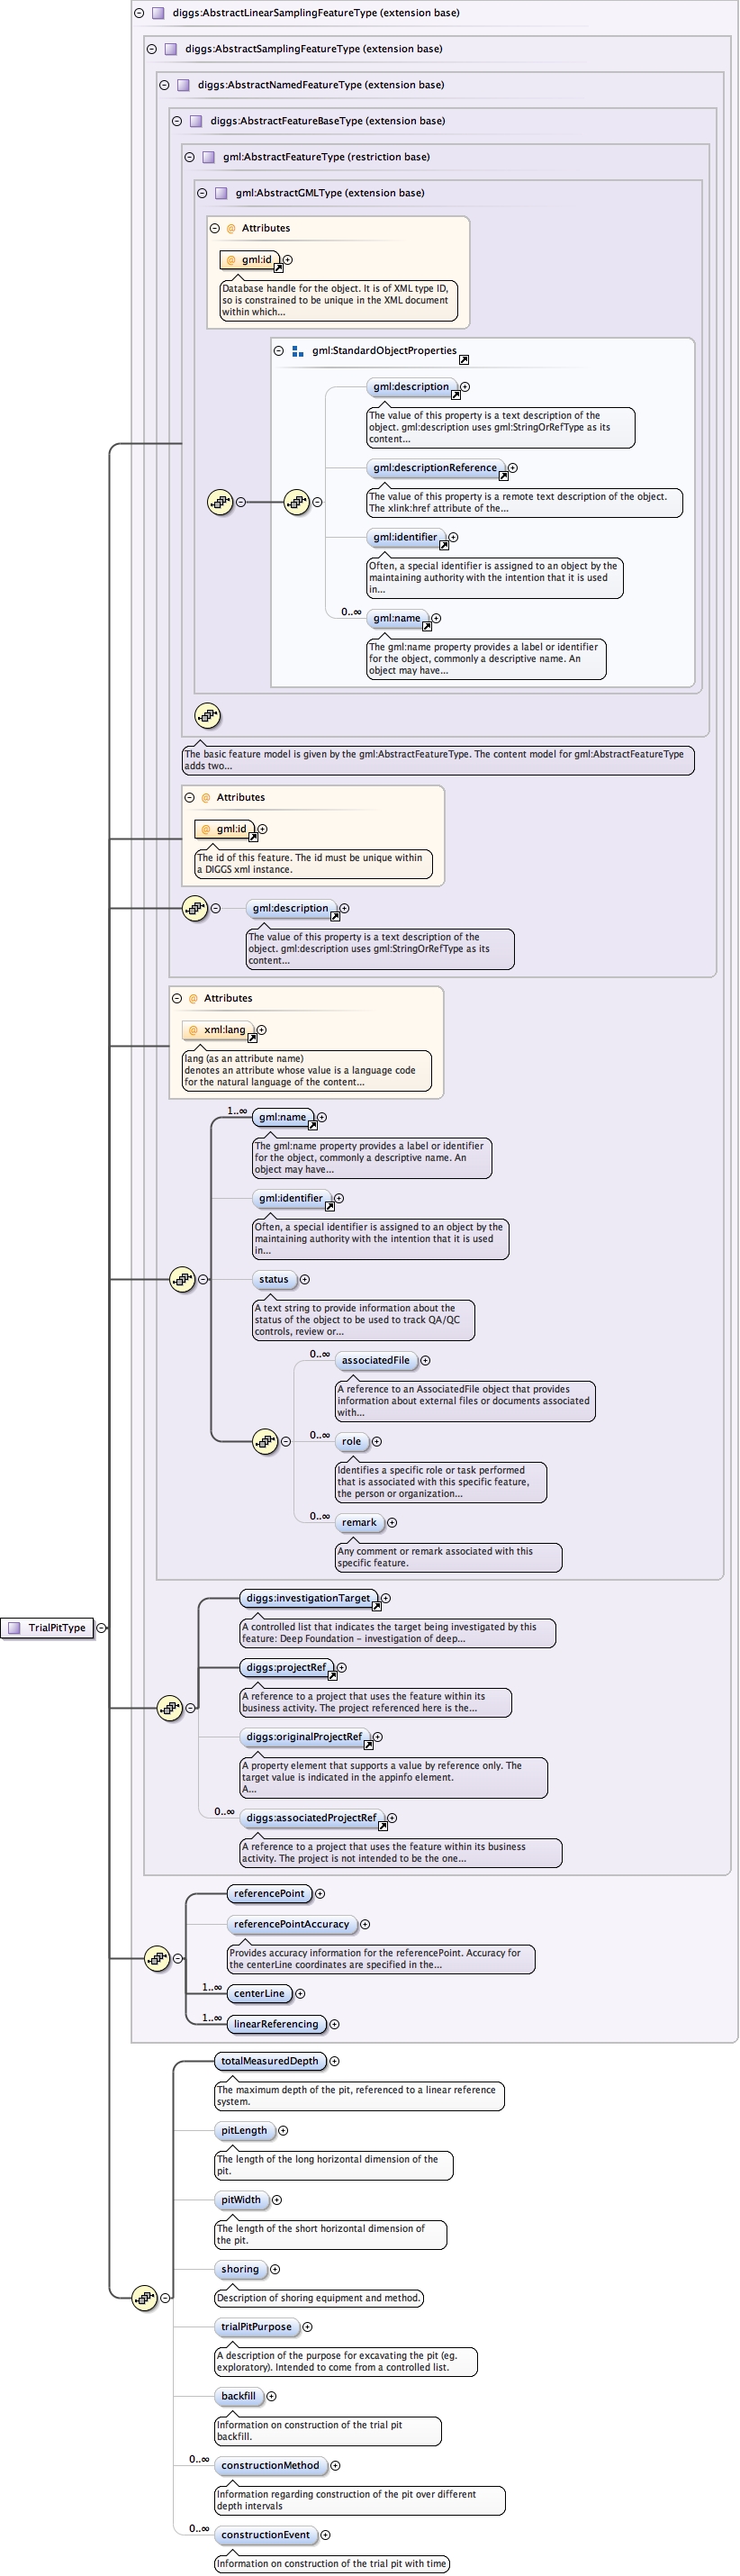 diggs:AbstractLinearSamplingFeatureType (extension base)
diggs:AbstractSamplingFeatureType (extension base)
diggs:AbstractNamedFeatureType (extension base)
diggs:AbstractFeatureBaseType (extension base)
gml:AbstractFeatureType (restriction base)
gml:AbstractGMLType (extension base)
@ Attributes
@ gml:id
Database handle for the object. It is of XML type ID,
so is constrained to be unique in the XML document
within which...
gml:StandardObjectProperties
gml:description
The value of this property is a text description of the
object. gml:description uses gml:StringOrRefType as its
content...
gml:descriptionReference
The value of this property is a remote text description of the object.
The xlink:href attribute of the...
gml:identifier
Often, a special identifier is assigned to an object by the
maintaining authority with the intention that it is used
in...
0..∞ gml:name
The gml:name property provides a label or identifier
for the object, commonly a descriptive name. An
object may have...
The basic feature model is given by the gml:AbstractFeatureType. The content model for gml:AbstractFeatureType
adds two...
@ Attributes
@ gml:id
The id of this feature. The id must be unique within
a DIGGS xml instance.
gml:description
The value of this property is a text description of the
object. gml:description uses gml:StringOrRefType as its
content...
@ Attributes
@ xml:lang
lang (as an attribute name)
denotes an attribute whose value is a language code
for the natural language of the content...
1..∞ gml:name
The gml:name property provides a label or identifier
for the object, commonly a descriptive name. An
object may have...
gml:identifier
Often, a special identifier is assigned to an object by the
maintaining authority with the intention that it is used
in...
status
A text string to provide information about the
status of the object to be used to track QA/QC
controls, review or...
0..∞ associatedFile
A reference to an AssociatedFile object that provides
information about external files or documents associated
with...
0..∞ role
Identifies a specific role or task performed
that is associated with this specific feature,
the person or organization...
0..∞ remark
Any comment or remark associated with this
specific feature.
diggs:investigationTarget
A controlled list that indicates the target being investigated by this
feature: Deep Foundation – investigation of deep...
TrialPitType
diggs:projectRef
A reference to a project that uses the feature within its
business activity. The project referenced here is the...
diggs:originalProjectRef
A property element that supports a value by reference only. The
target value is indicated in the appinfo element.
A...
0..∞ diggs:associatedProjectRef
A reference to a project that uses the feature within its business
activity. The project is not intended to be the one...
referencePoint
referencePointAccuracy
Provides accuracy information for the referencePoint. Accuracy for
the centerLine coordinates are specified in the...
1..∞ centerLine
1..∞ linearReferencing
totalMeasuredDepth
The maximum depth of the pit, referenced to a linear reference
system.
pitLength
The length of the long horizontal dimension of the
pit.
pitWidth
The length of the short horizontal dimension of
the pit.
shoring
Description of shoring equipment and method.
trialPitPurpose
A description of the purpose for excavating the pit (eg.
exploratory). Intended to come from a controlled list.
backfill
Information on construction of the trial pit
backfill.
0..∞ constructionMethod
Information regarding construction of the pit over different
depth intervals
0..∞ constructionEvent
Information on construction of the trial pit with time